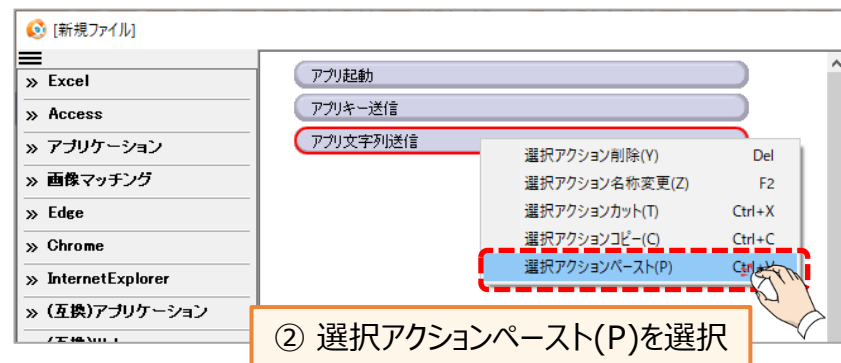 [新規ファイル]
» Excel
» Access
» アプリケーション
» 画像マッチング
» Edge
» Chrome
» InternetExplorer
» (互換)アプリケーション
アプリ起動
アプリキー送信
アプリ文字列送信
選択アクション削除(Y) Del
選択アクション名称変更(Z) F2
選択アクションカット(T) Ctrl+X
選択アクションコピー(C) Ctrl+C
選択アクションペースト(P) Ctrl+V
② 選択アクションペースト(P)を選択